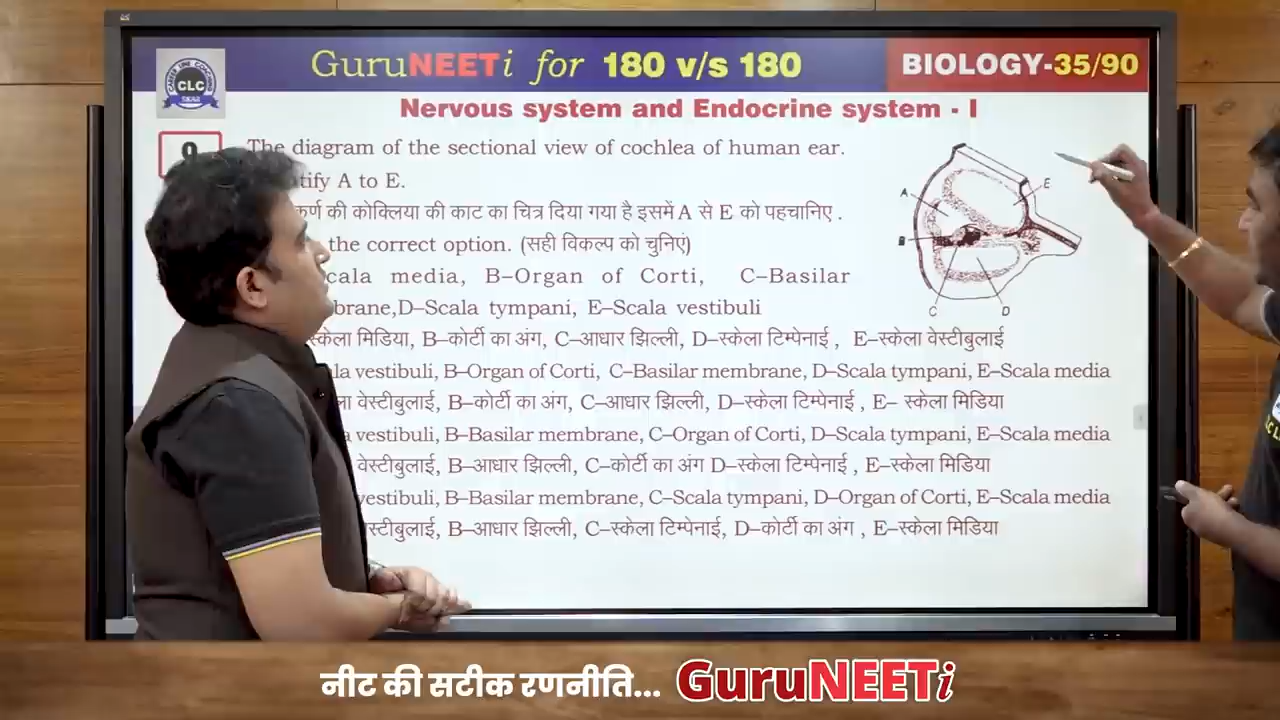 GuruNEETi for 180 v/s 180
BIOLOGY-35/90
CLC
Nervous system and Endocrine system - I
The diagram of the sectional view of cochlea of human ear.
tify A to E.
कर्ण की कोक्लिया की काट का चित्र दिया गया है इसमें A से E को पहचानिए .
the correct option. (सही विकल्प को चुनिएं)
cala media, B–Organ of Corti, C–Basilar
brane,D–Scala tympani, E–Scala vestibuli
स्केला मिडिया, B–कोर्टी का अंग, C–आधार झिल्ली, D–स्केला टिम्पेनाई , E–स्केला वेस्टीबुलाई
la vestibuli, B–Organ of Corti, C–Basilar membrane, D–Scala tympani, E–Scala media
ला वेस्टीबुलाई, B–कोर्टी का अंग, C–आधार झिल्ली, D–स्केला टिम्पेनाई , E– स्केला मिडिया
vestibuli, B–Basilar membrane, C–Organ of Corti, D–Scala tympani, E–Scala media
वेस्टीबुलाई, B–आधार झिल्ली, C–कोर्टी का अंग D–स्केला टिम्पेनाई , E–स्केला मिडिया
vestibuli, B–Basilar membrane, C–Scala tympani, D–Organ of Corti, E–Scala media
स्टीबुलाई, B–आधार झिल्ली, C–स्केला टिम्पेनाई, D–कोर्टी का अंग , E–स्केला मिडिया
A
E
B
C
D
नीट की सटीक रणनीति... GuruNEETi